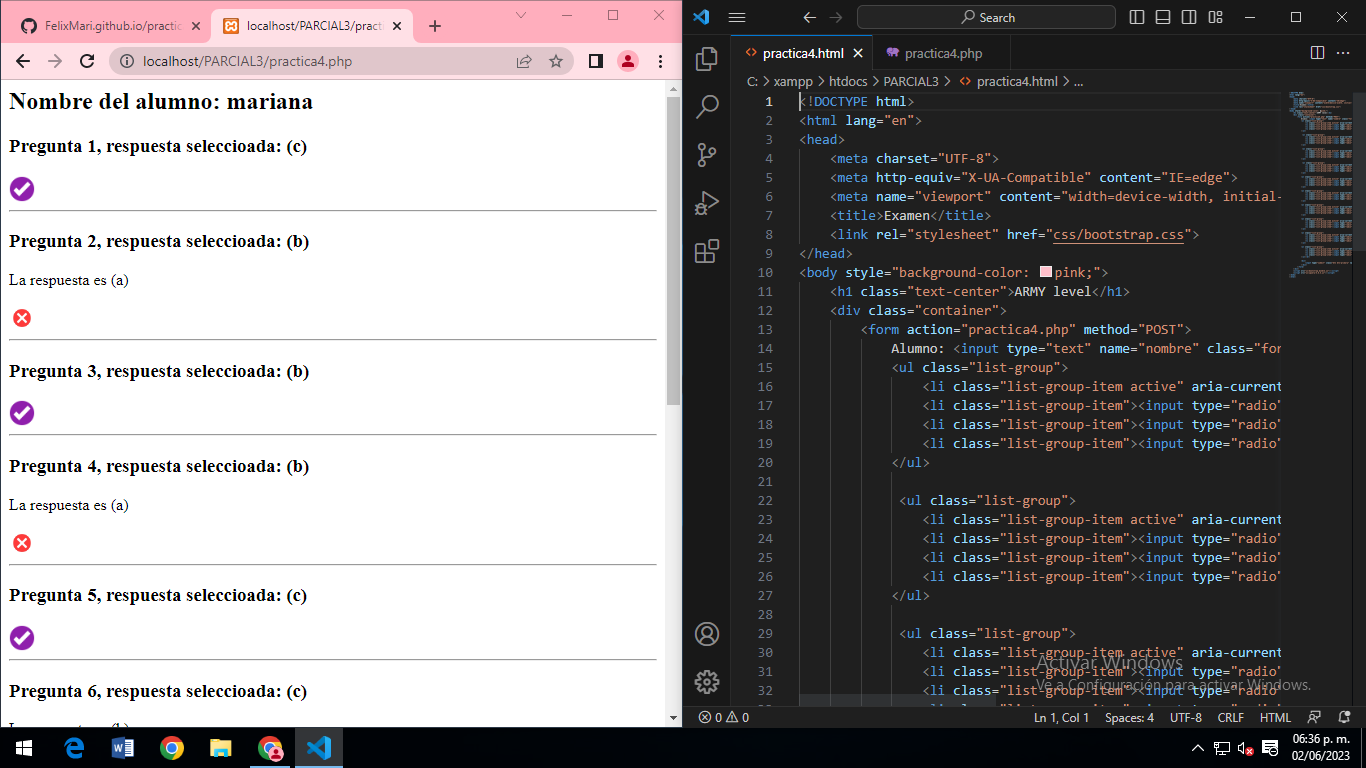 FelixMari.github.io/practic
localhost/PARCIAL3/pract
localhost/PARCIAL3/practica4.php
Nombre del alumno: mariana
Pregunta 1, respuesta seleccioada: (c)
Pregunta 2, respuesta seleccioada: (b)
La respuesta es (a)
Pregunta 3, respuesta seleccioada: (b)
Pregunta 4, respuesta seleccioada: (b)
La respuesta es (a)
Pregunta 5, respuesta seleccioada: (c)
Pregunta 6, respuesta seleccioada: (c)
Search
practica4.html
practica4.php
C: > xampp > htdocs > PARCIAL3 > practica4.html > ...
1 <!DOCTYPE html>
2 <html lang="en">
3 <head>
4 <meta charset="UTF-8">
5 <meta http-equiv="X-UA-Compatible" content="IE=edge">
6 <meta name="viewport" content="width=device-width, initial-
7 <title>Examen</title>
8 <link rel="stylesheet" href="css/bootstrap.css">
9 </head>
10 <body style="background-color: pink;">
11 <h1 class="text-center">ARMY level</h1>
12 <div class="container">
13 <form action="practica4.php" method="POST">
14 Alumno: <input type="text" name="nombre" class="for
15 <ul class="list-group">
16 <li class="list-group-item active" aria-current
17 <li class="list-group-item"><input type="radio"
18 <li class="list-group-item"><input type="radio"
19 <li class="list-group-item"><input type="radio"
20 </ul>
21
22 <ul class="list-group">
23 <li class="list-group-item active" aria-current
24 <li class="list-group-item"><input type="radio"
25 <li class="list-group-item"><input type="radio"
26 <li class="list-group-item"><input type="radio"
27 </ul>
28
29 <ul class="list-group">
30 <li class="list-group-item active" aria-current
31 <li class="list-group-item"><input type="radio"
32 <li class="list-group-item"><input type="radio"
Activar Windows
Ve a Configuración para activar Windows.
0 0
Ln 1, Col 1 Spaces: 4 UTF-8 CRLF HTML
06:36 p. m.
02/06/2023